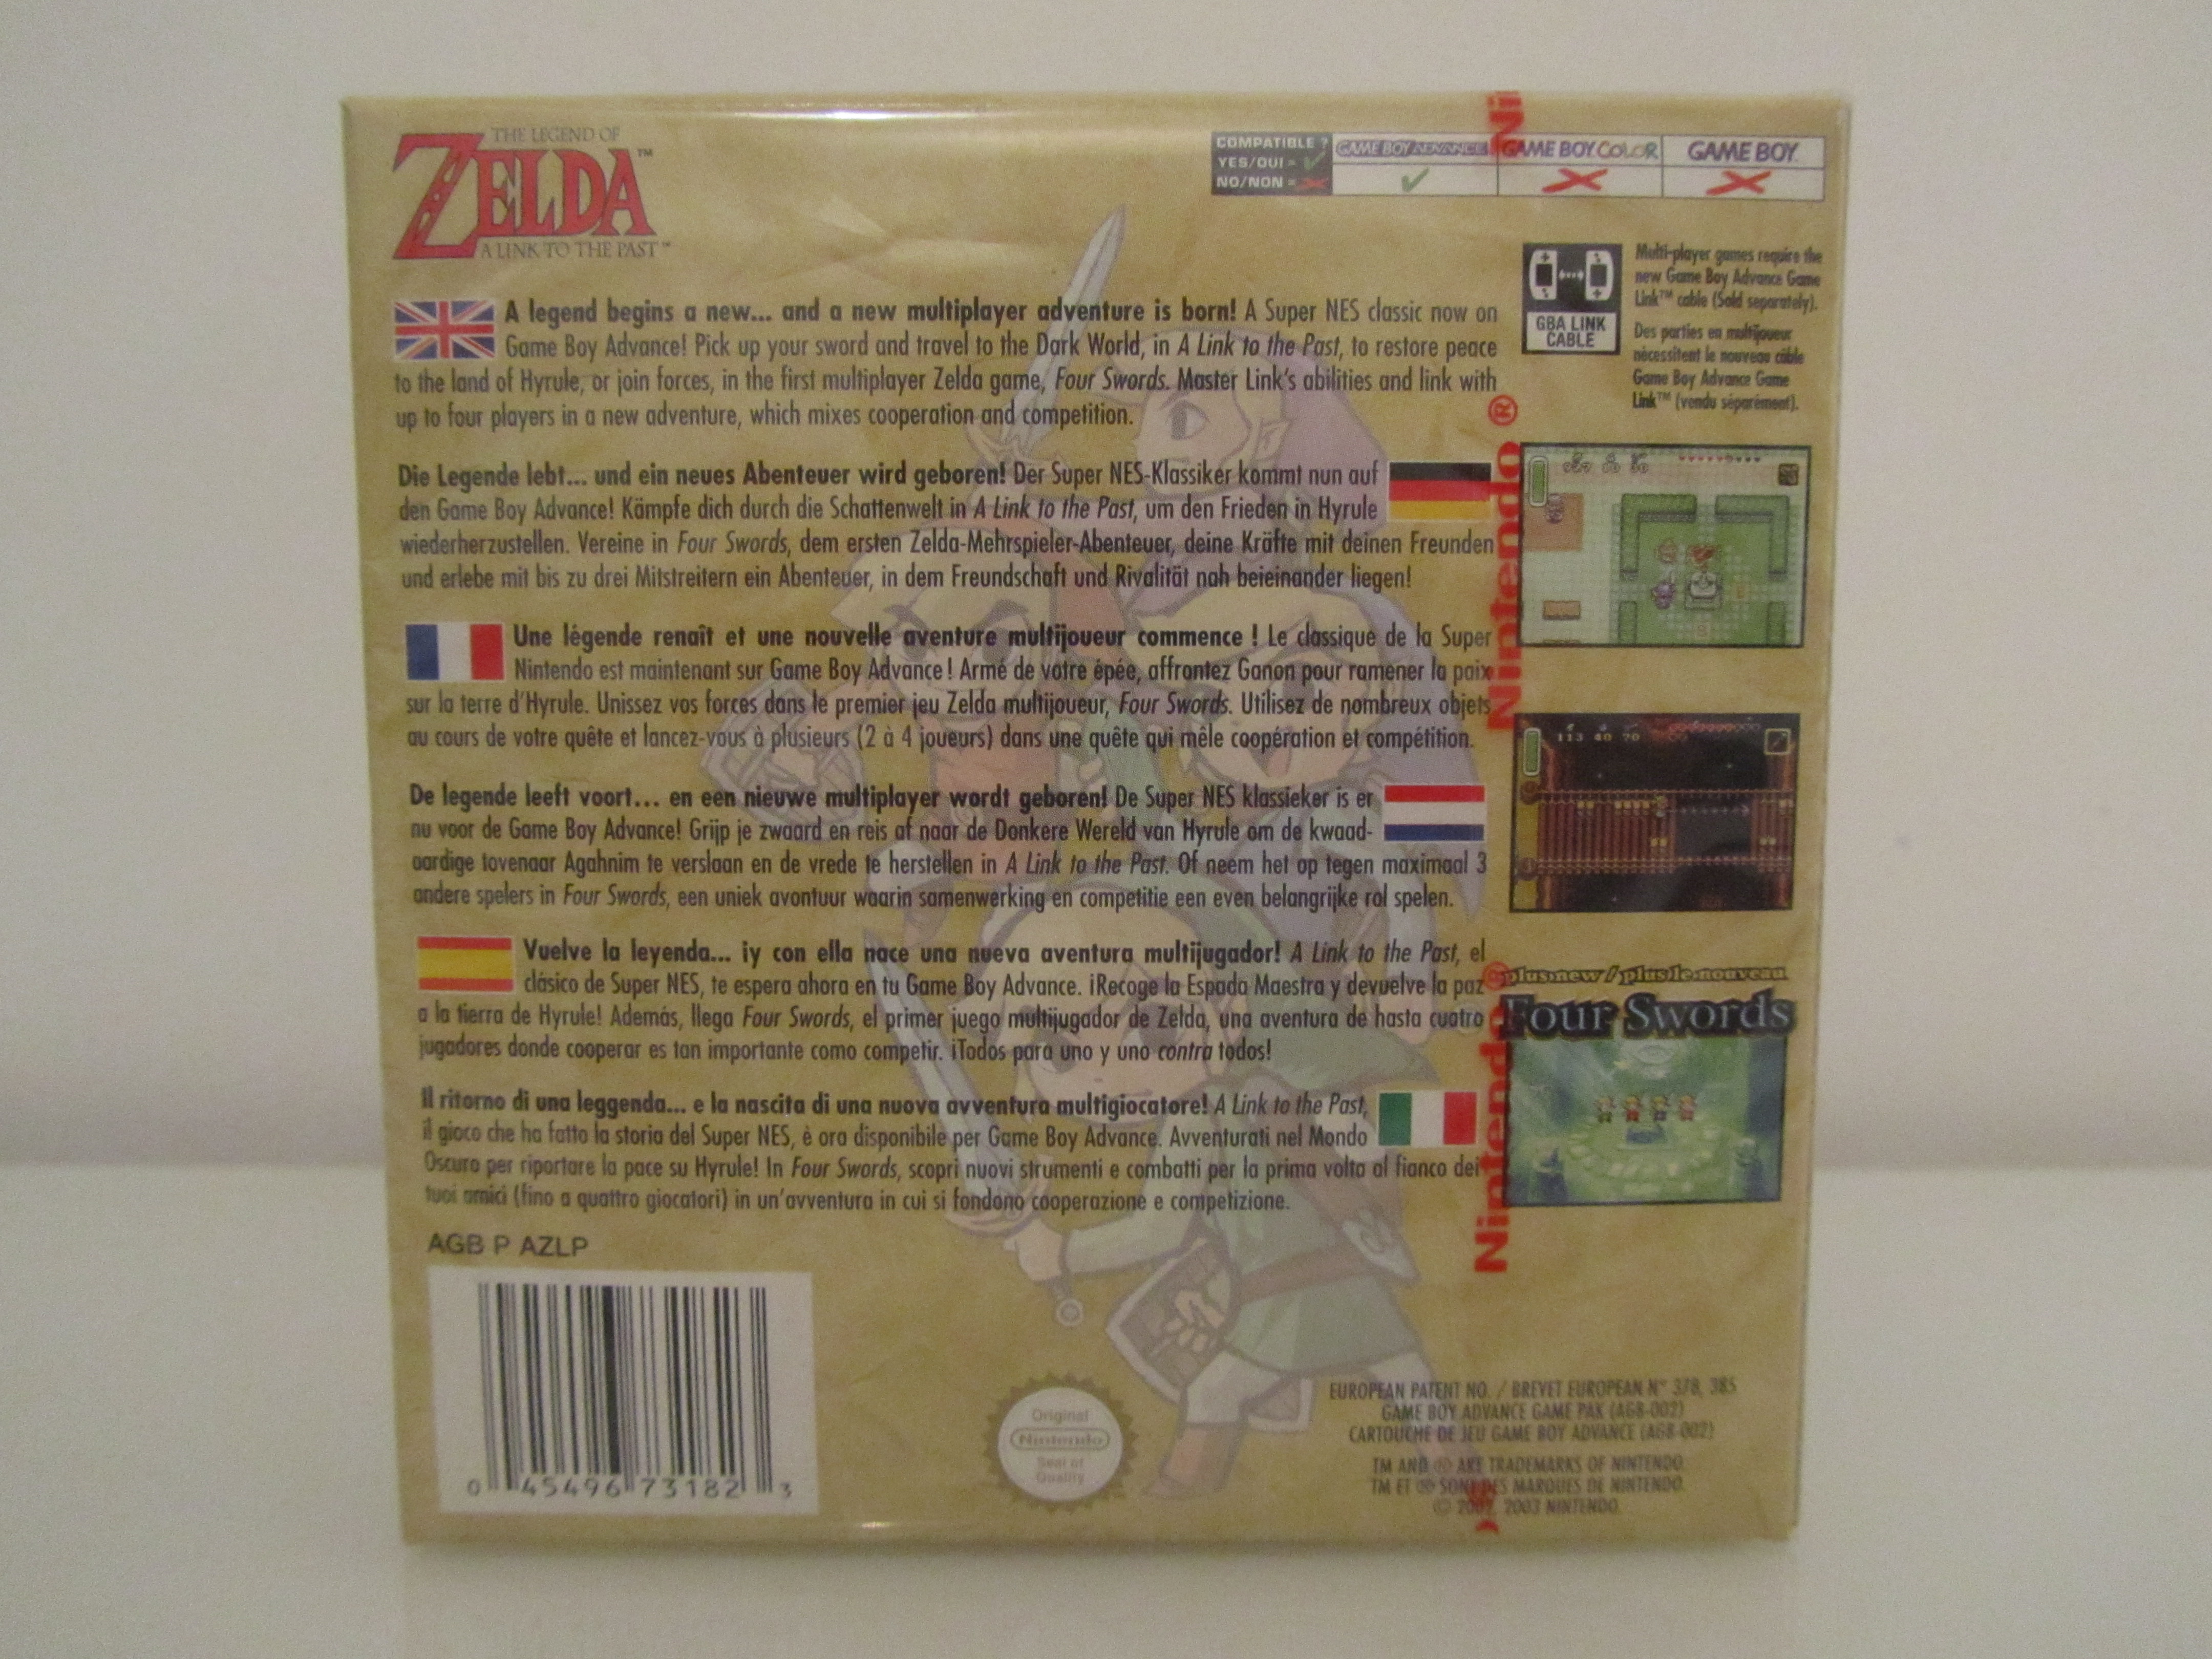 THE LEGEND OF
ZELDA™
A LINK TO THE PAST™
COMPATIBLE ?
YES/OUI = ✓
NO/NON = ✗
GAME BOY ADVANCE
GAME BOY COLOR
GAME BOY
GBA LINK
CABLE
Multi-player games require the
new Game Boy Advance Game
Link™ cable (Sold separately).
Des parties en multijoueur
nècessitent le nouveau câble
Game Boy Advance Game
Link™ (vendu séparément).
A legend begins a new... and a new multiplayer adventure is born! A Super NES classic now on
Game Boy Advance! Pick up your sword and travel to the Dark World, in A Link to the Past, to restore peace
to the land of Hyrule, or join forces, in the first multiplayer Zelda game, Four Swords. Master Link's abilities and link with
up to four players in a new adventure, which mixes cooperation and competition.
Die Legende lebt... und ein neues Abenteuer wird geboren! Der Super NES-Klassiker kommt nun auf
den Game Boy Advance! Kämpfe dich durch die Schattenwelt in A Link to the Past, um den Frieden in Hyrule
wiederherzustellen. Vereine in Four Swords, dem ersten Zelda-Mehrspieler-Abenteuer, deine Kräfte mit deinen Freunden
und erlebe mit bis zu drei Mitstreitern ein Abenteuer, in dem Freundschaft und Rivalität nah beieinander liegen!
Une légende renaît et une nouvelle aventure multijoueur commence ! Le classique de la Super
Nintendo est maintenant sur Game Boy Advance ! Armé de votre épée, affrontez Ganon pour ramener la paix
sur la terre d'Hyrule. Unissez vos forces dans le premier jeu Zelda multijoueur, Four Swords. Utilisez de nombreux objets
au cours de votre quête et lancez-vous à plusieurs (2 à 4 joueurs) dans une quête qui mêle coopération et compétition.
De legende leeft voort... en een nieuwe multiplayer wordt geboren! De Super NES klassieker is er
nu voor de Game Boy Advance! Grijp je zwaard en reis af naar de Donkere Wereld van Hyrule om de kwaad-
aardige tovenaar Agahnim te verslaan en de vrede te herstellen in A Link to the Past. Of neem het op tegen maximaal 3
andere spelers in Four Swords, een uniek avontuur waarin samenwerking en competitie een even belangrijke rol spelen.
Vuelve la leyenda... ¡y con ella nace una nueva aventura multijugador! A Link to the Past, el
clásico de Super NES, te espera ahora en tu Game Boy Advance. ¡Recoge la Espada Maestra y devuelve la paz
a la tierra de Hyrule! Además, llega Four Swords, el primer juego multijugador de Zelda, una aventura de hasta cuatro
jugadores donde cooperar es tan importante como competir. ¡Todos para uno y uno contra todos!
Il ritorno di una leggenda... e la nascita di una nuova avventura multigiocatore! A Link to the Past,
il gioco che ha fatto la storia del Super NES, è ora disponibile per Game Boy Advance. Avventurati nel Mondo
Oscuro per riportare la pace su Hyrule! In Four Swords, scopri nuovi strumenti e combatti per la prima volta al fianco dei
tuoi amici (fino a quattro giocatori) in un'avventura in cui si fondono cooperazione e competizione.
Ni
Nintendo ®
Nintendo ®
113 40 70
plus new / plus le nouveau
Four Swords
AGB P AZLP
0 45496 73182 3
Original
Nintendo
Seal of
Quality
EUROPEAN PATENT NO. / BREVET EUROPEAN N° 378, 385
GAME BOY ADVANCE GAME PAK (AGB-002)
CARTOUCHE DE JEU GAME BOY ADVANCE (AGB-002)
TM AND ® ARE TRADEMARKS OF NINTENDO.
TM ET ® SONT DES MARQUES DE NINTENDO.
© 2002, 2003 NINTENDO.